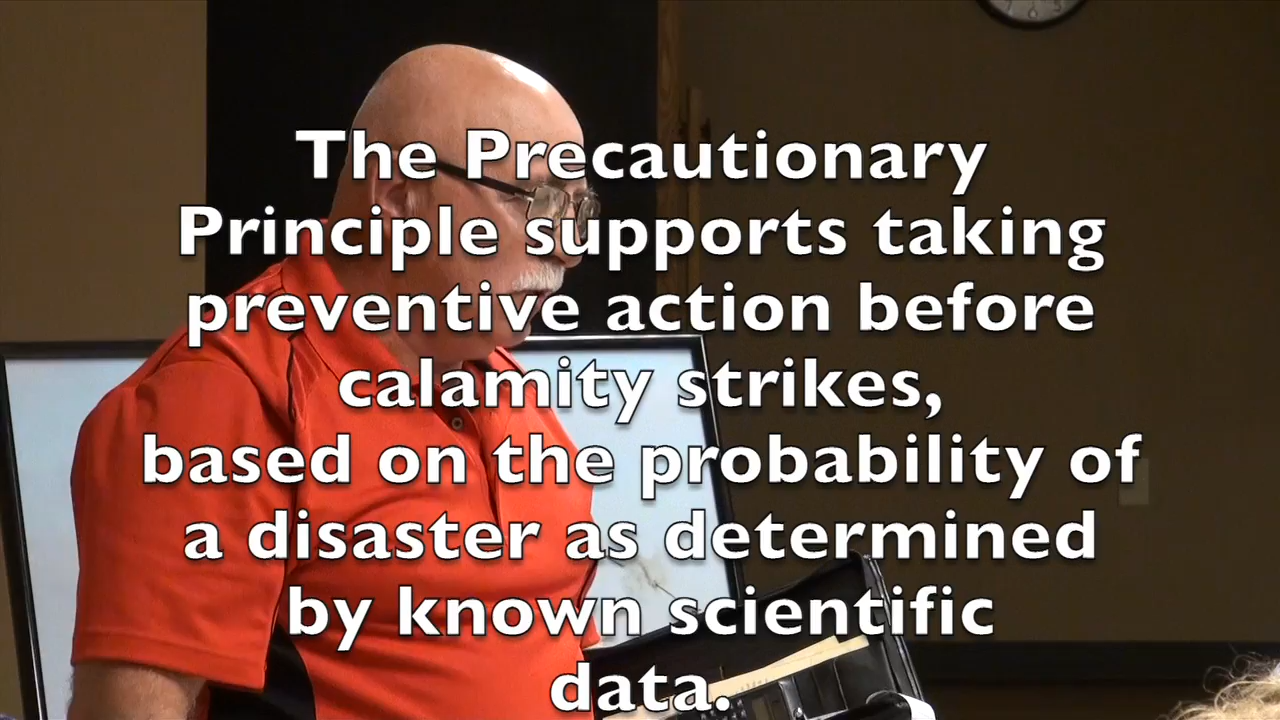 The Precautionary
Principle supports taking
preventive action before
calamity strikes,
based on the probability of
a disaster as determined
by known scientific
data.